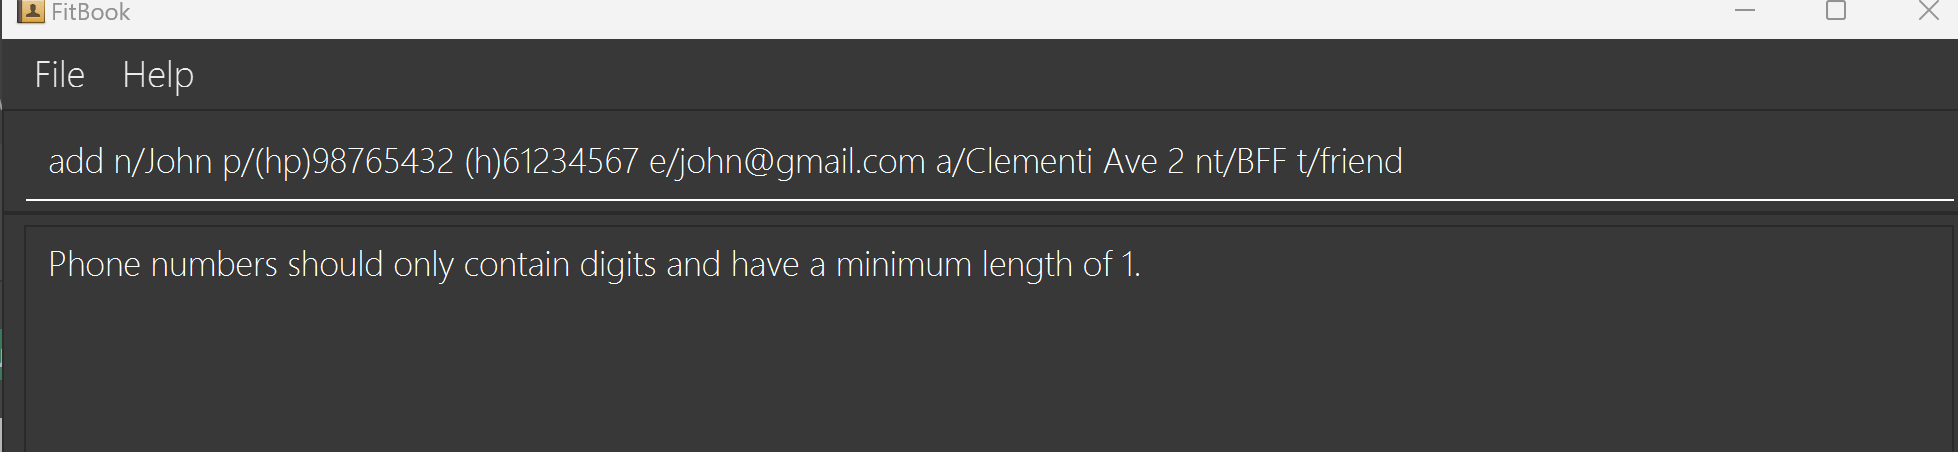 FitBook
File Help
add n/John p/(hp)98765432 (h)61234567 e/john@gmail.com a/Clementi Ave 2 nt/BFF t/friend
Phone numbers should only contain digits and have a minimum length of 1.